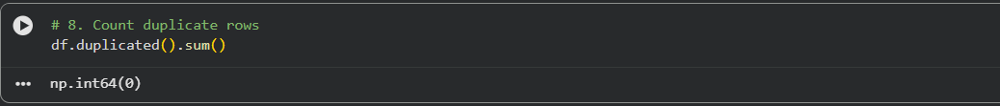 # 8. Count duplicate rows
df.duplicated().sum()
np.int64(0)